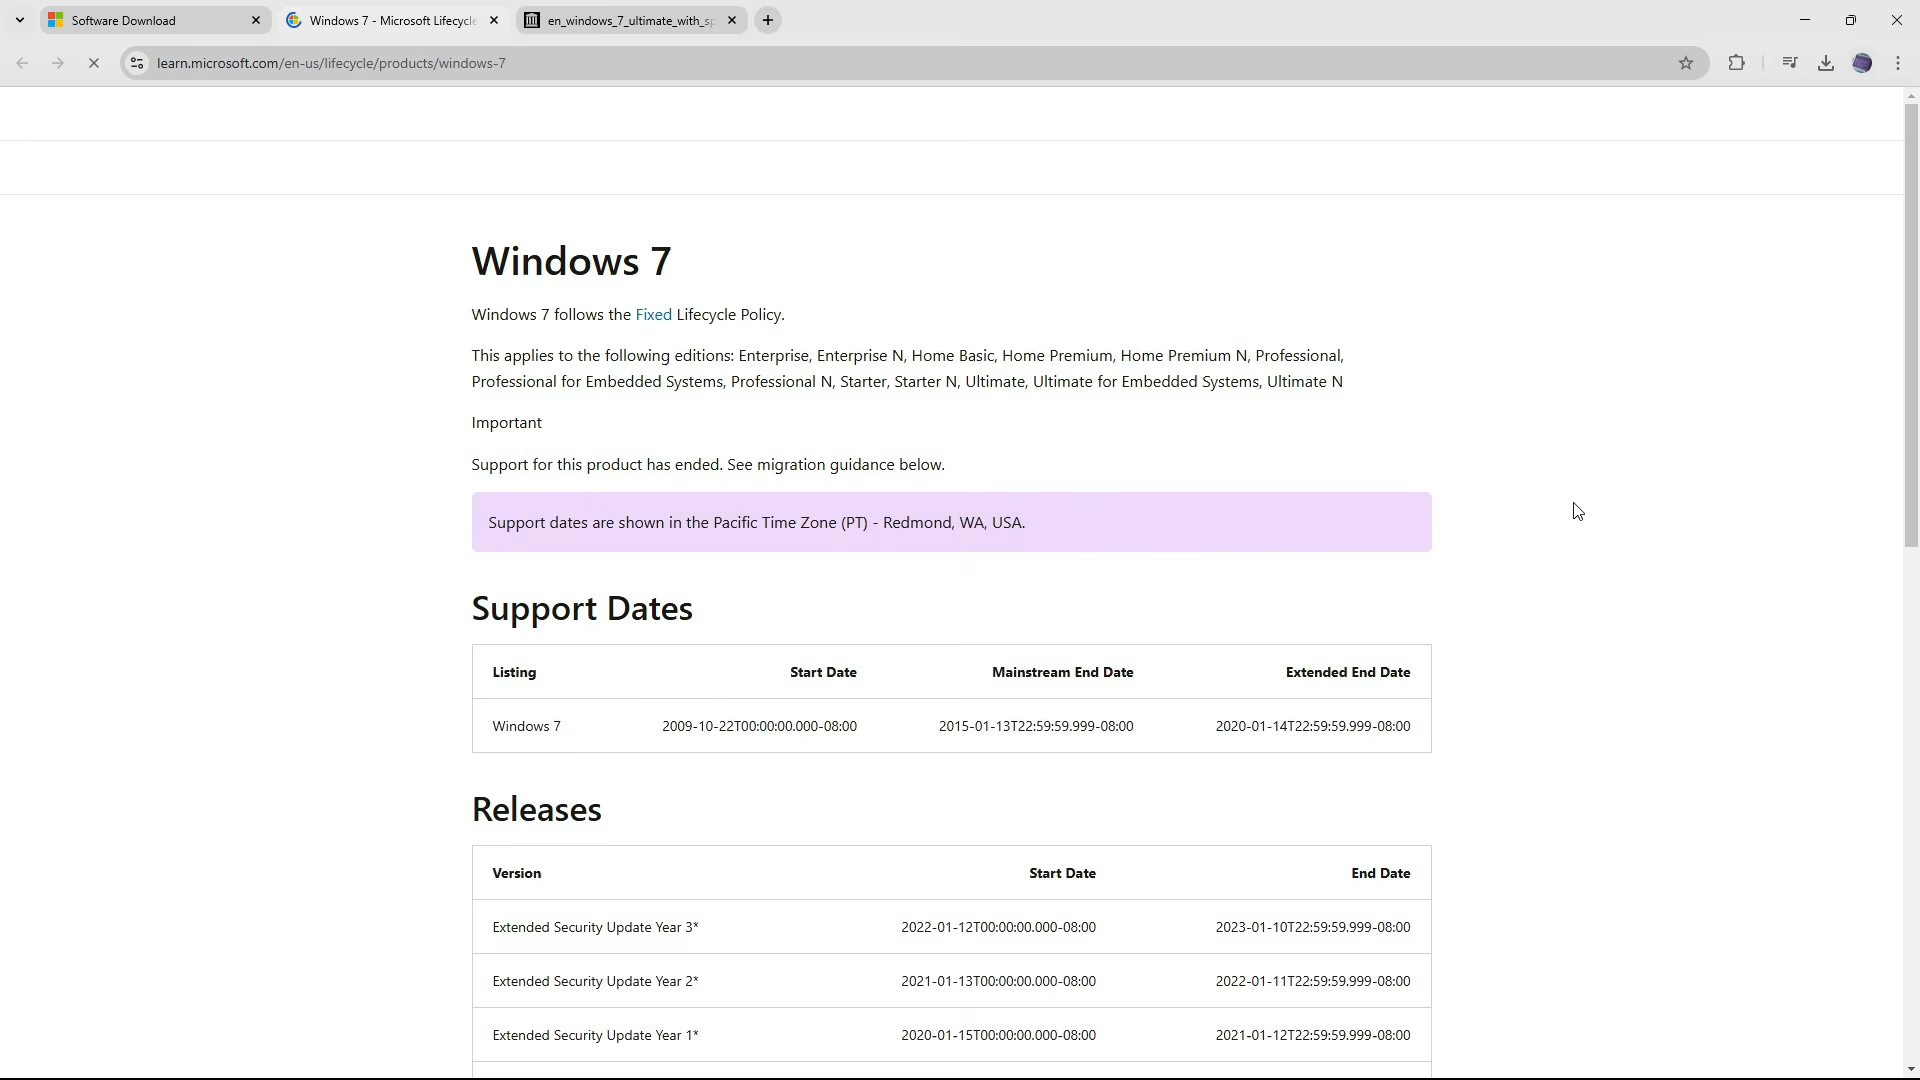 Software Download
Windows 7 - Microsoft Lifecycle
en_windows_7_ultimate_with_sp
learn.microsoft.com/en-us/lifecycle/products/windows-7
Windows 7
Windows 7 follows the Fixed Lifecycle Policy.
This applies to the following editions: Enterprise, Enterprise N, Home Basic, Home Premium, Home Premium N, Professional,
Professional for Embedded Systems, Professional N, Starter, Starter N, Ultimate, Ultimate for Embedded Systems, Ultimate N
Important
Support for this product has ended. See migration guidance below.
Support dates are shown in the Pacific Time Zone (PT) - Redmond, WA, USA.
Support Dates
Listing Start Date Mainstream End Date Extended End Date
Windows 7 2009-10-22T00:00:00.000-08:00 2015-01-13T22:59:59.999-08:00 2020-01-14T22:59:59.999-08:00
Releases
Version Start Date End Date
Extended Security Update Year 3* 2022-01-12T00:00:00.000-08:00 2023-01-10T22:59:59.999-08:00
Extended Security Update Year 2* 2021-01-13T00:00:00.000-08:00 2022-01-11T22:59:59.999-08:00
Extended Security Update Year 1* 2020-01-15T00:00:00.000-08:00 2021-01-12T22:59:59.999-08:00